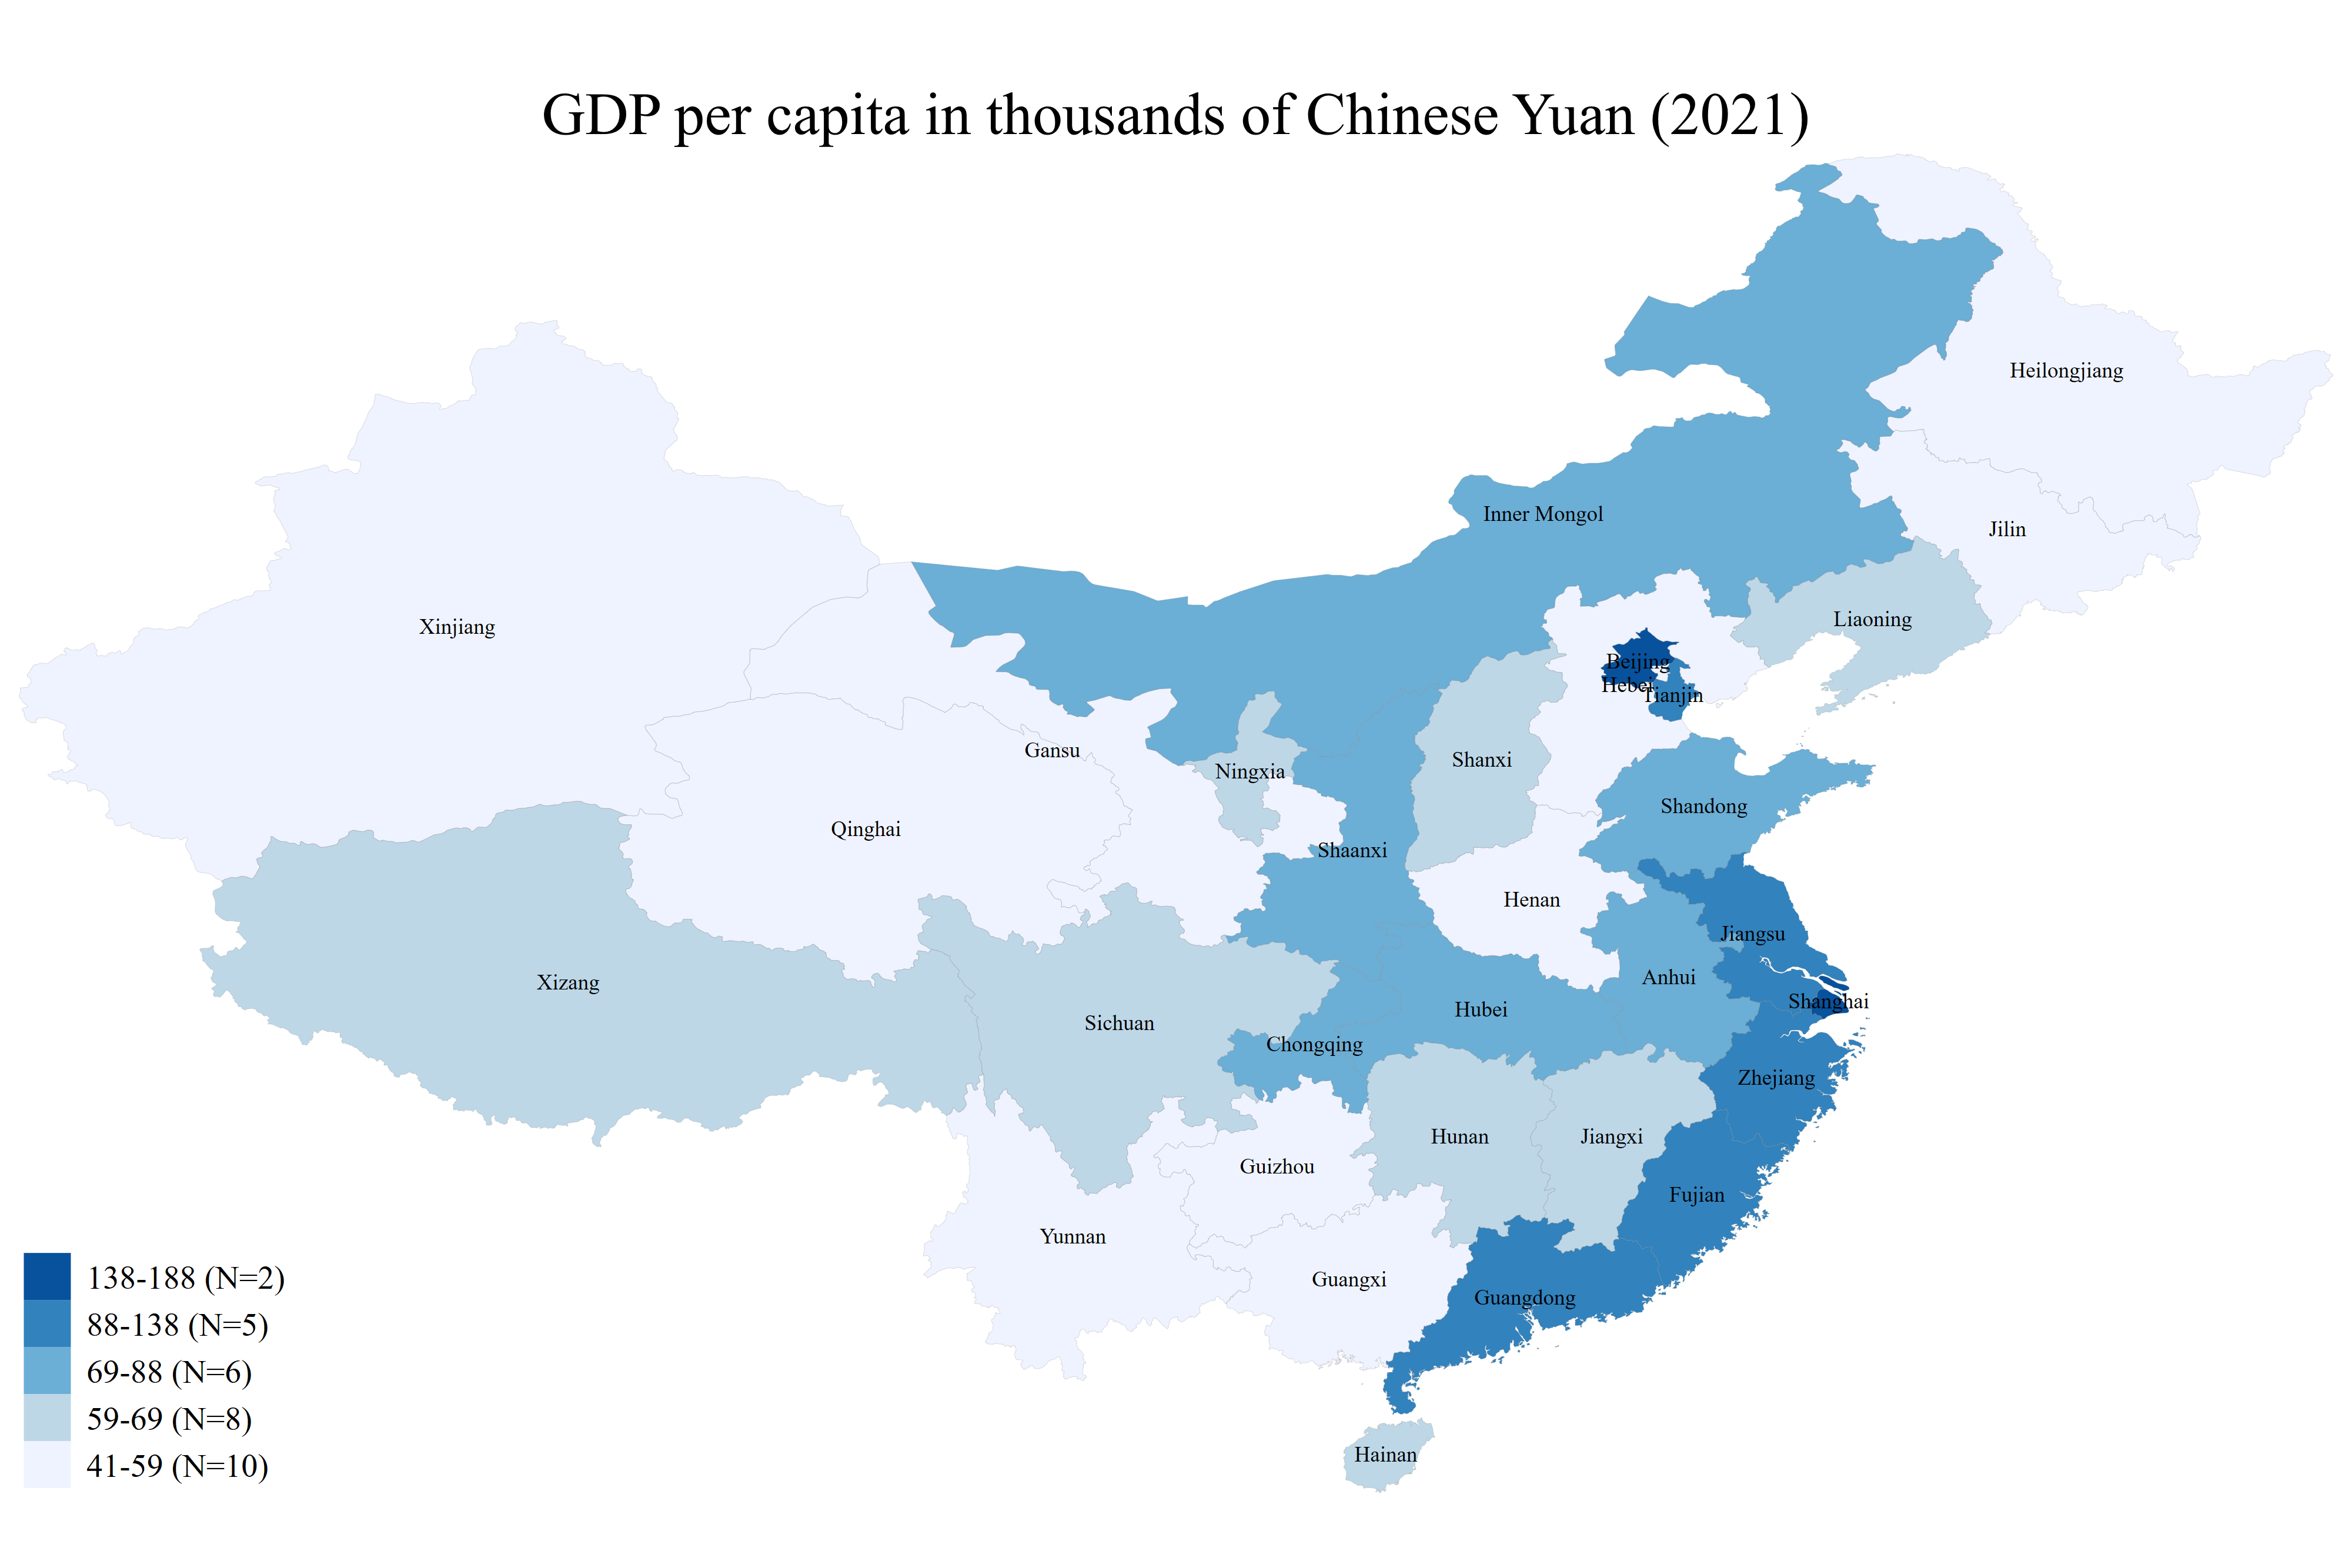 GDP per capita in thousands of Chinese Yuan (2021)
Heilongjiang
Inner Mongol
Jilin
Xinjiang
Liaoning
Beijing
Hebei
Tianjin
Gansu
Shanxi
Ningxia
Shandong
Qinghai
Shaanxi
Henan
Jiangsu
Xizang
Anhui
Shanghai
Hubei
Sichuan
Chongqing
Zhejiang
Hunan
Jiangxi
Guizhou
Fujian
Yunnan
Guangxi
Guangdong
Hainan
138-188 (N=2)
88-138 (N=5)
69-88 (N=6)
59-69 (N=8)
41-59 (N=10)